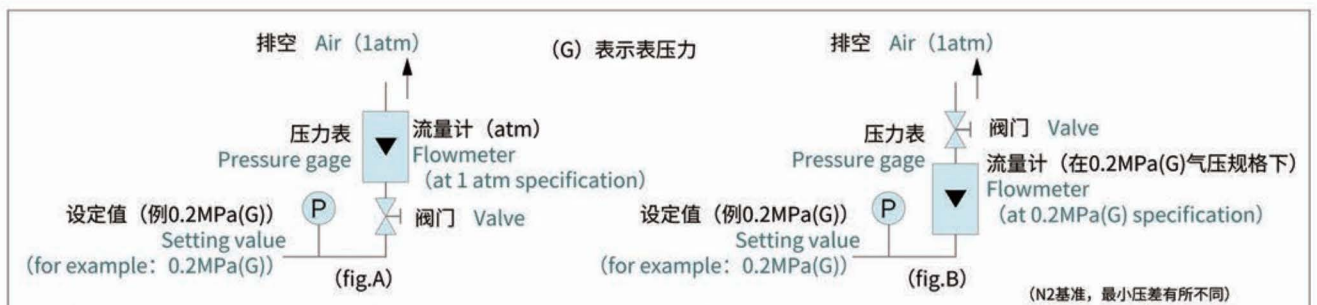 排空 Air（1atm）
（G）表示表压力
压力表
Pressure gage
流量计（atm）
Flowmeter
（at 1 atm specification）
设定值（例0.2MPa(G)）
Setting value
（for example：0.2MPa(G)）
P
阀门 Valve
（fig.A）
排空 Air（1atm）
阀门 Valve
压力表
Pressure gage
流量计（在0.2MPa(G)气压规格下）
Flowmeter
（at 0.2MPa(G) specification）
设定值（例0.2MPa(G)）
Setting value
（for example：0.2MPa(G)）
P
（fig.B）
（N2基准，最小压差有所不同）